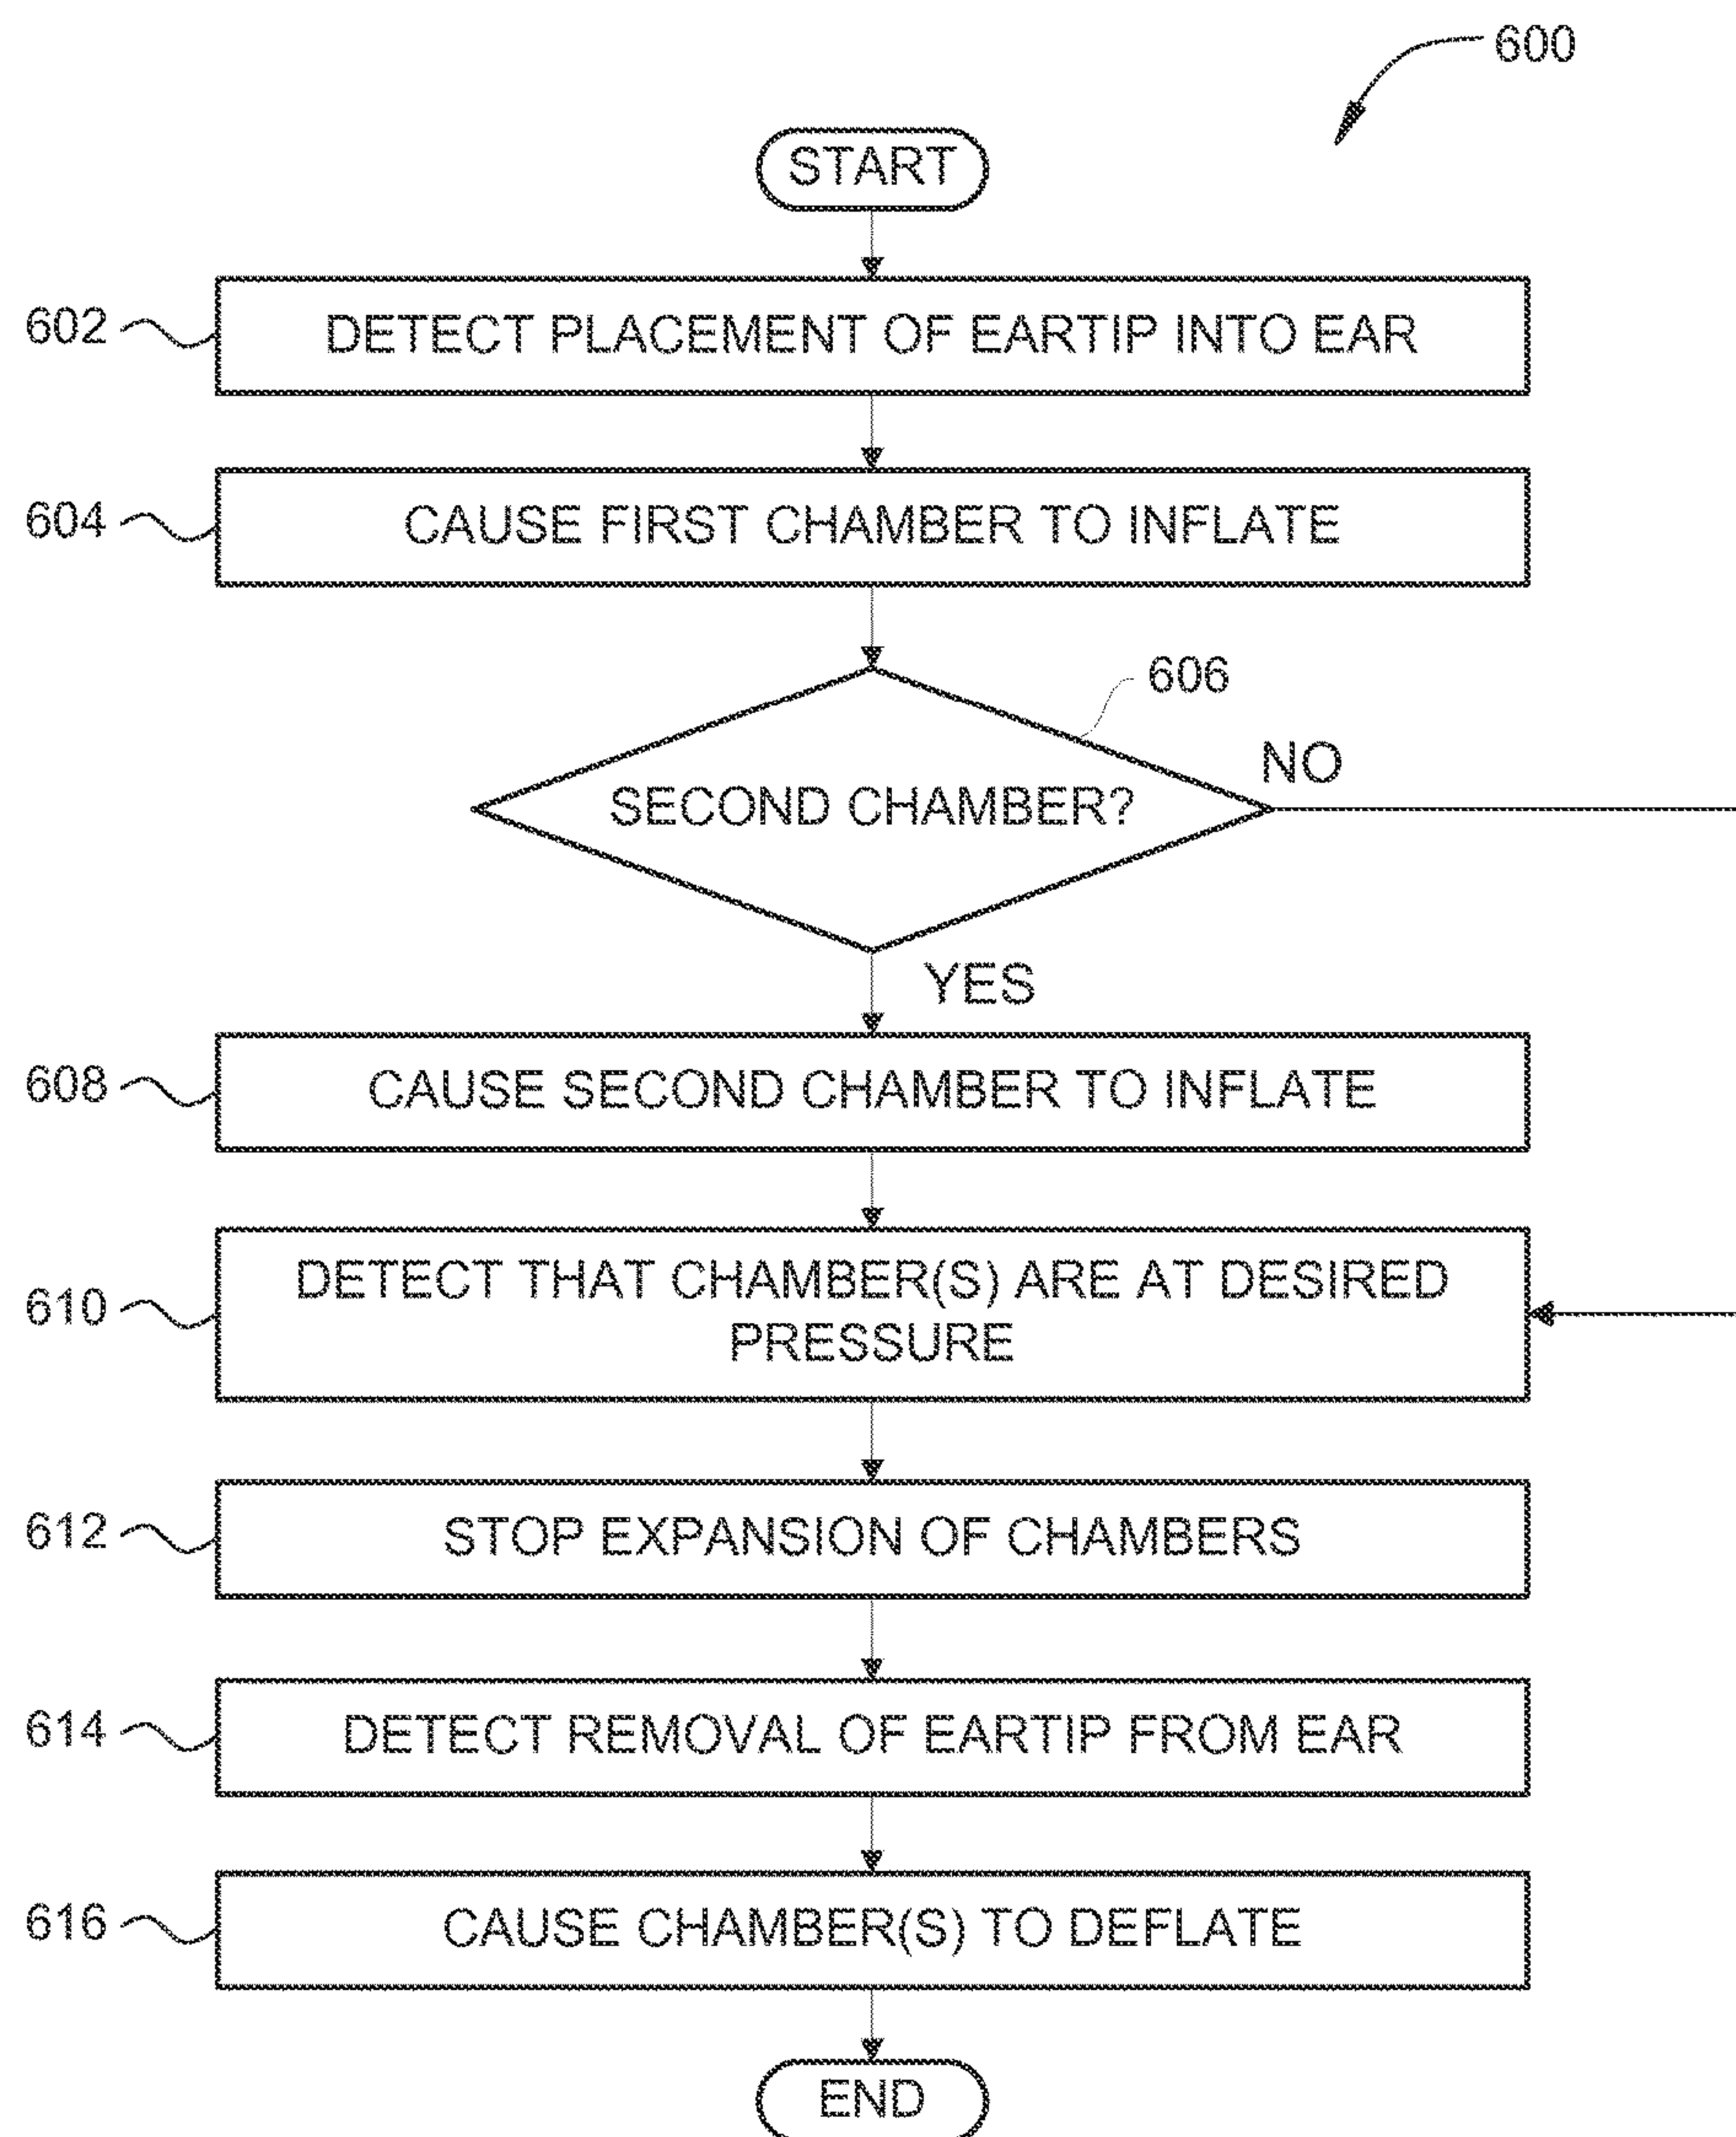 600
START
602
DETECT PLACEMENT OF EARTIP INTO EAR
604
CAUSE FIRST CHAMBER TO INFLATE
606
NO
SECOND CHAMBER?
YES
608
CAUSE SECOND CHAMBER TO INFLATE
610
DETECT THAT CHAMBER(S) ARE AT DESIRED
PRESSURE
612
STOP EXPANSION OF CHAMBERS
614
DETECT REMOVAL OF EARTIP FROM EAR
616
CAUSE CHAMBER(S) TO DEFLATE
END